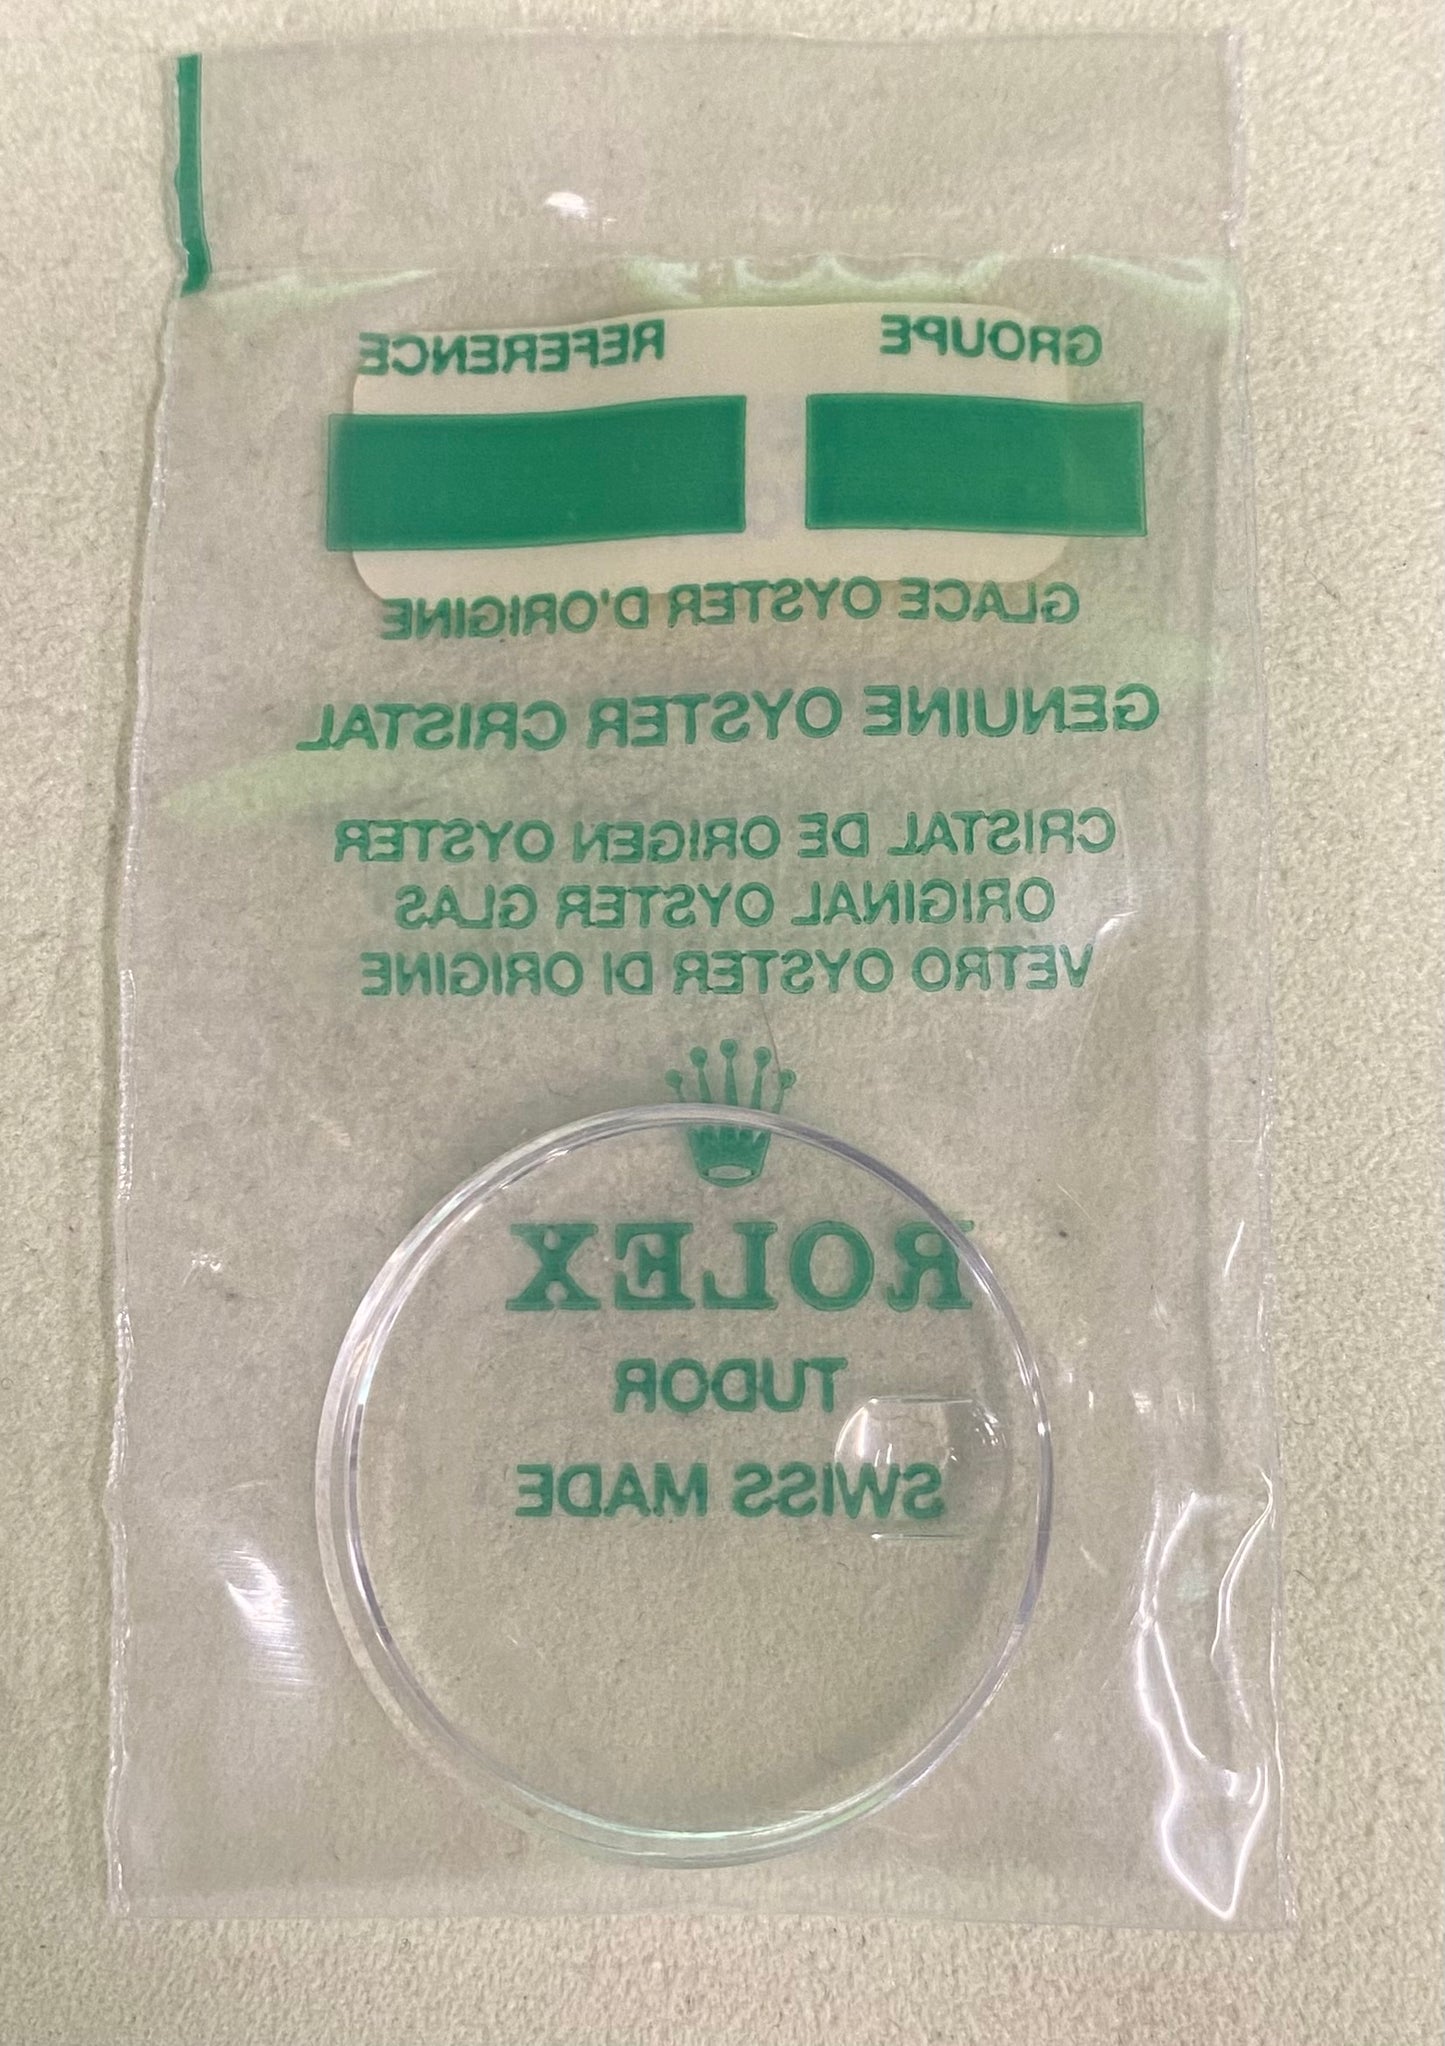 GROUPE REFERENCE
GLACE OYSTER D'ORIGINE
GENUINE OYSTER CRISTAL
CRISTAL DE ORIGEN OYSTER
ORIGINAL OYSTER GLAS
VETRO OYSTER DI ORIGINE
ROLEX
TUDOR
SWISS MADE